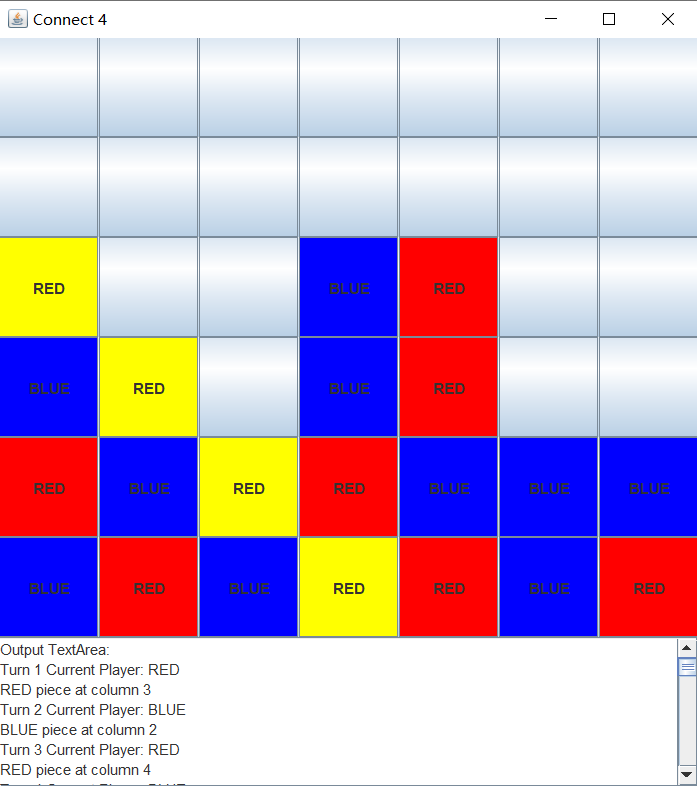 Connect 4
RED BLUE RED
BLUE RED BLUE RED
RED BLUE RED RED BLUE BLUE BLUE
BLUE RED BLUE RED RED BLUE RED
Output TextArea:
Turn 1 Current Player: RED
RED piece at column 3
Turn 2 Current Player: BLUE
BLUE piece at column 2
Turn 3 Current Player: RED
RED piece at column 4